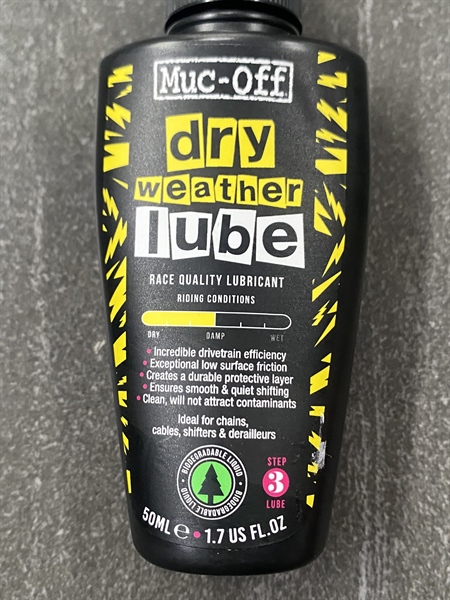 Muc-Off
dry
weather
lube
RACE QUALITY LUBRICANT
RIDING CONDITIONS
DRY DAMP WET
• Incredible drivetrain efficiency
• Exceptional low surface friction
• Creates a durable protective layer
• Ensures smooth & quiet shifting
• Clean, will not attract contaminants
Ideal for chains,
cables, shifters & derailleurs
BIODEGRADABLE LIQUID • BIODEGRADABLE LIQUID •
STEP
3
LUBE
50ML ℮ • 1.7 US FL.OZ